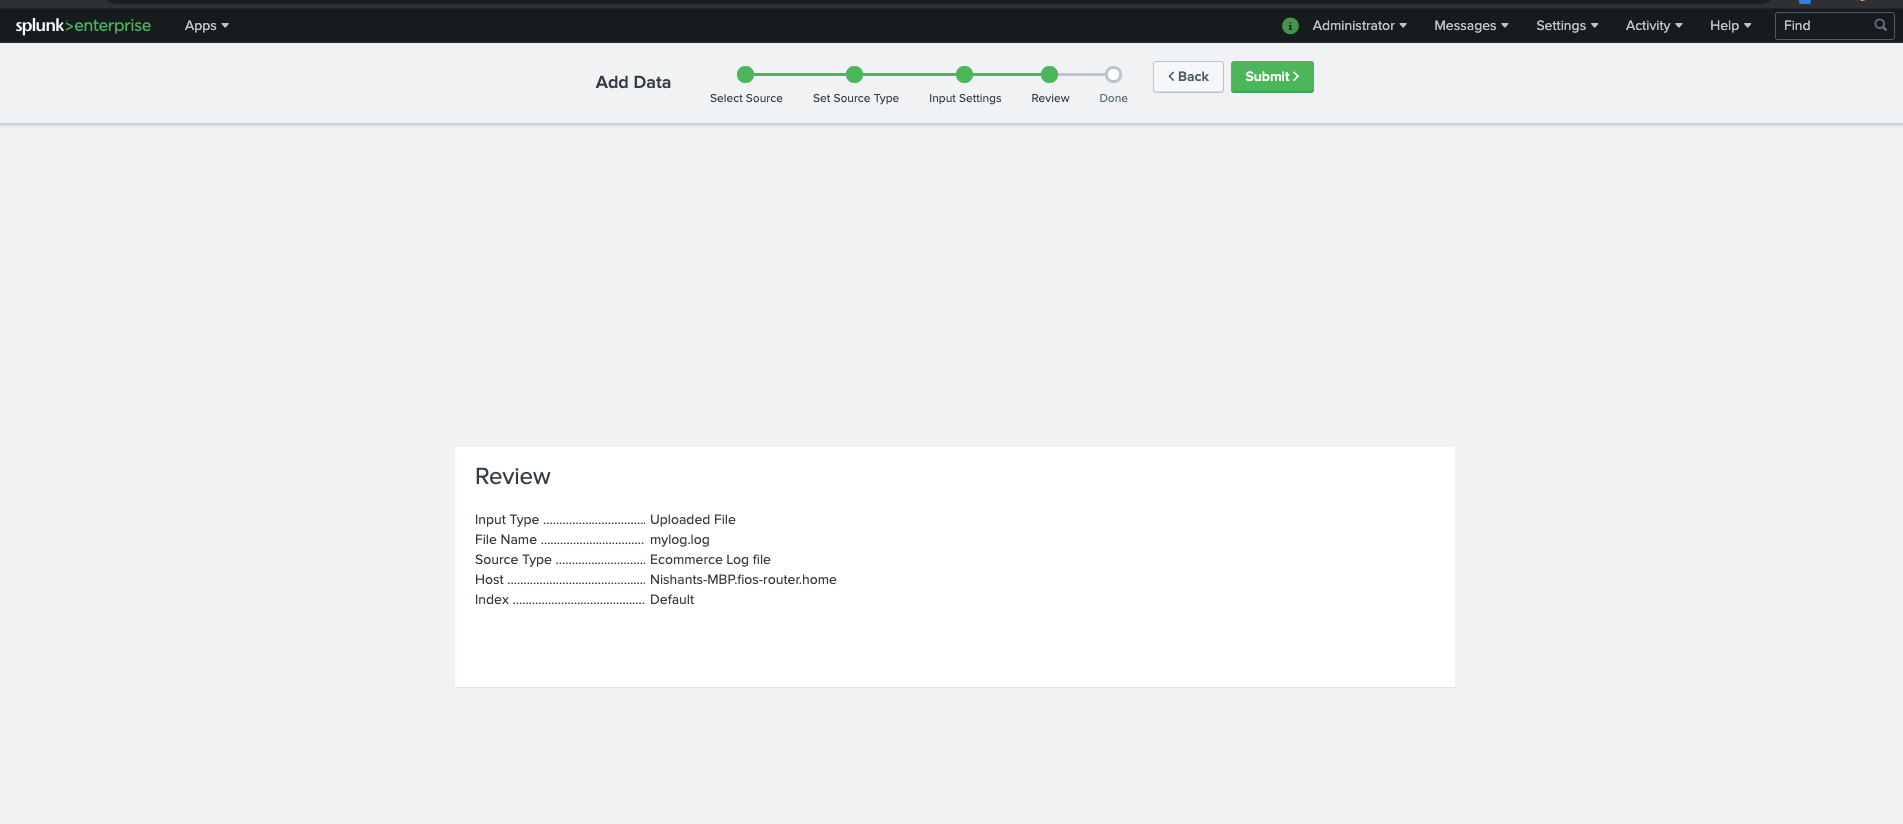 splunk>enterprise Apps Administrator Messages Settings Activity Help Find
Add Data
Select Source Set Source Type Input Settings Review Done
< Back Submit >
Review
Input Type ................................ Uploaded File
File Name ................................ mylog.log
Source Type ............................ Ecommerce Log file
Host ........................................... Nishants-MBP.fios-router.home
Index ......................................... Default